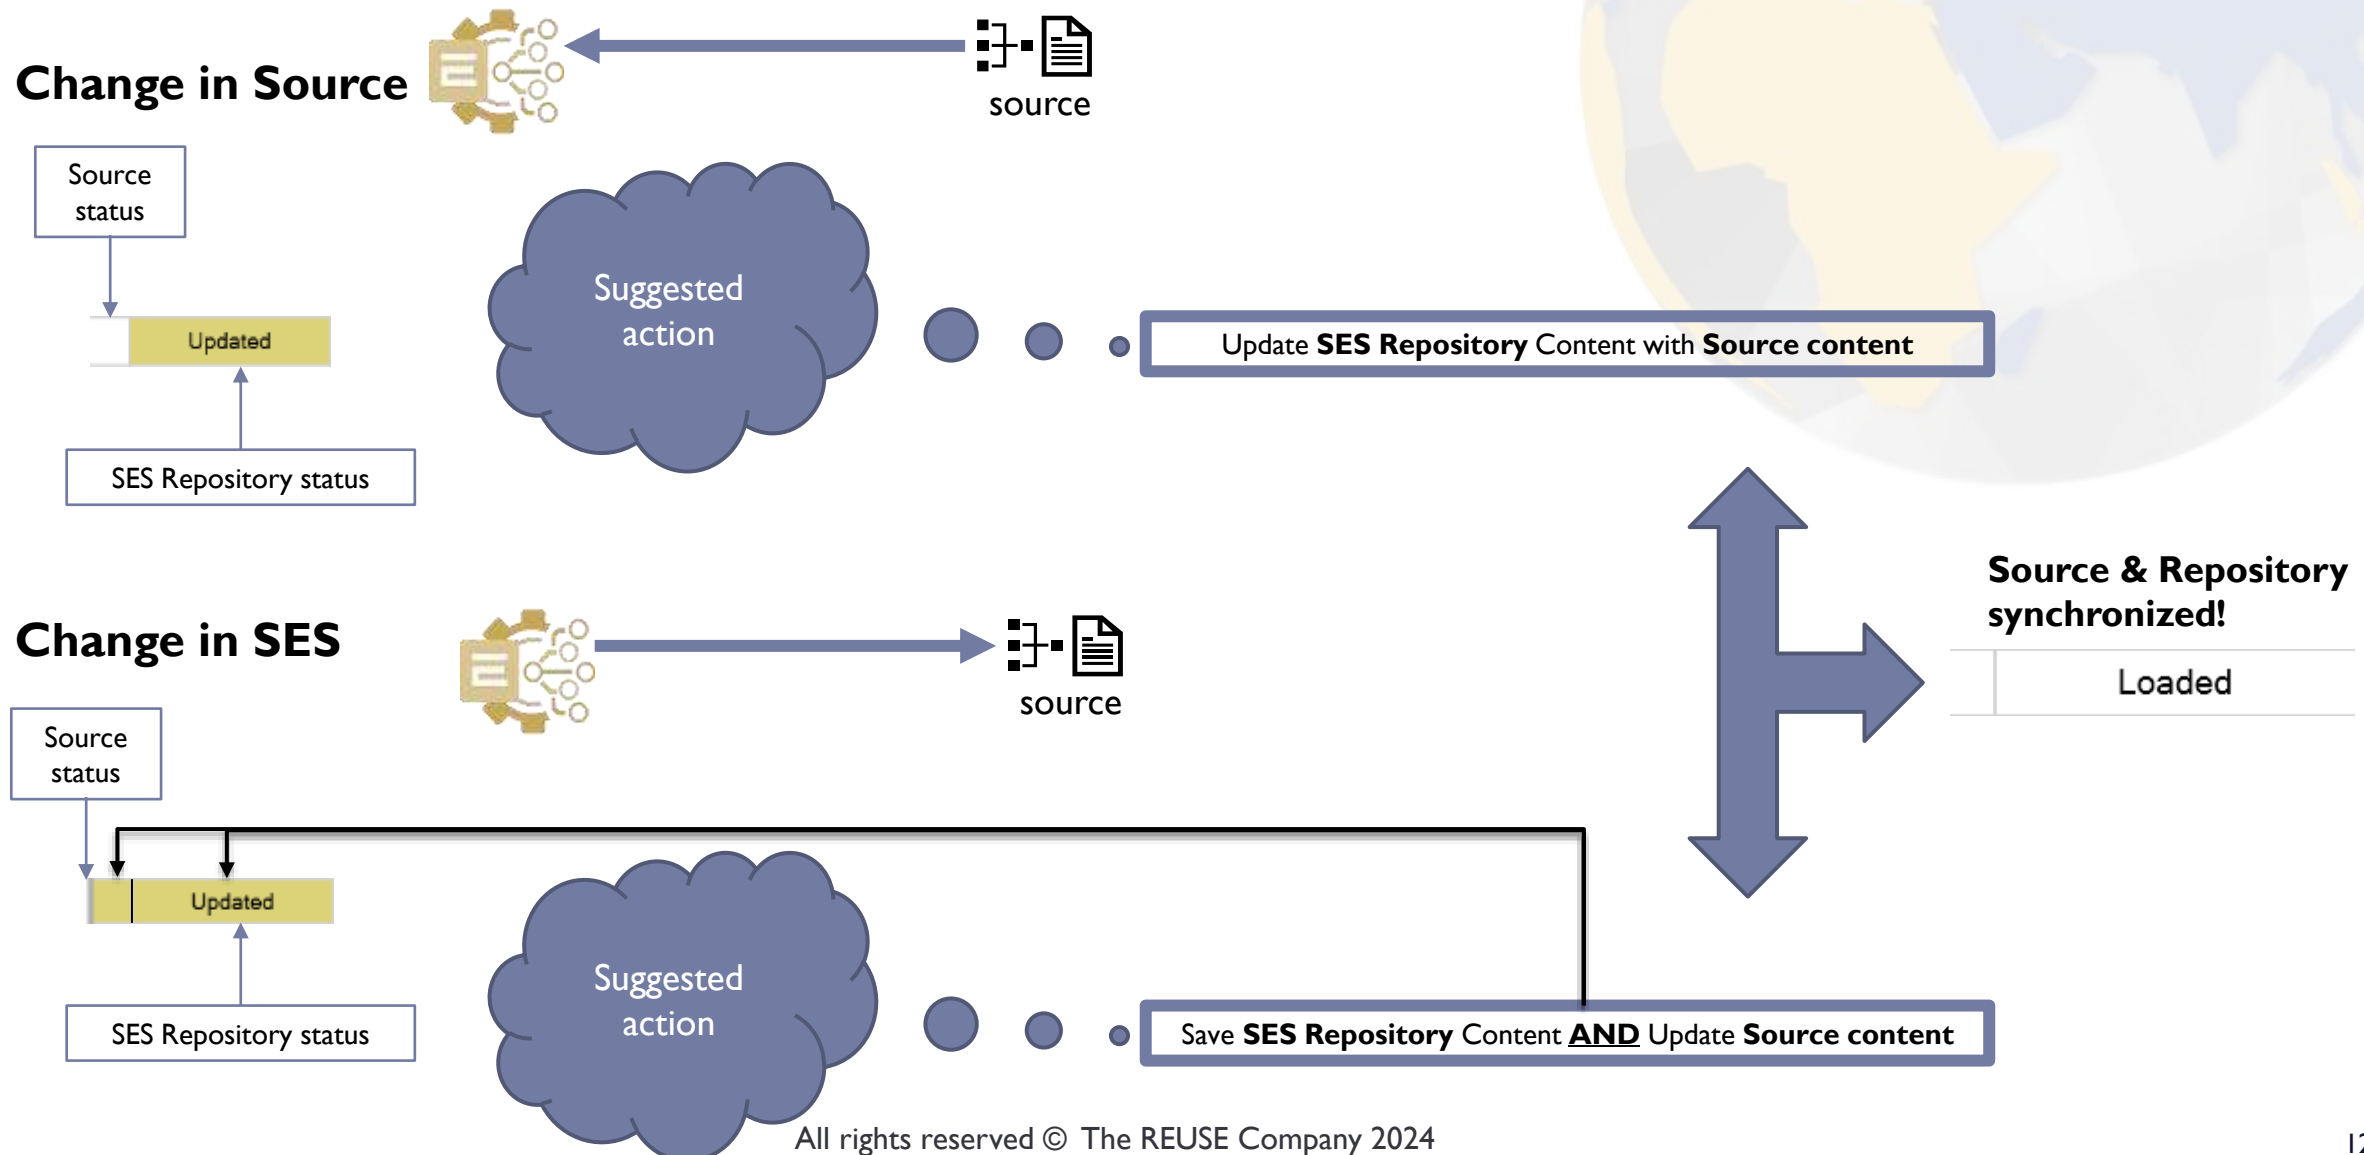 Change in Source
source
Source
status
Updated
SES Repository status
Suggested
action
Update SES Repository Content with Source content
Source & Repository
synchronized!
Loaded
Change in SES
source
Source
status
Updated
SES Repository status
Suggested
action
Save SES Repository Content AND Update Source content
All rights reserved © The REUSE Company 2024
12